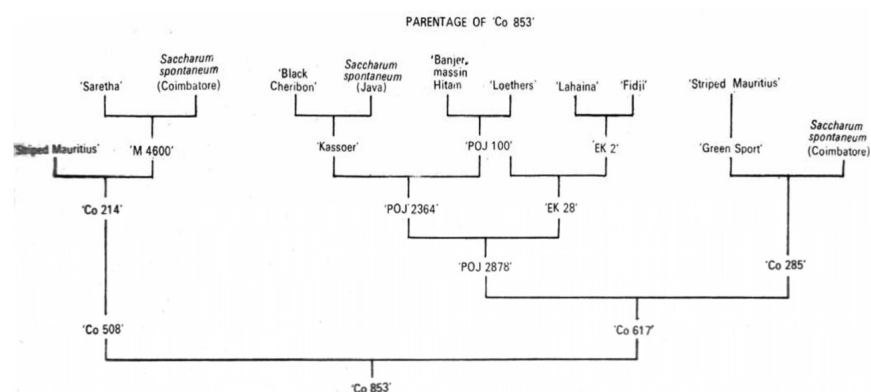 PARENTAGE OF 'Co 853'
'Saretha'
Saccharum
spontaneum
(Coimbatore)
'Black
Cheribon'
Saccharum
spontaneum
(Java)
'Banjer-
massin
Hitam
'Loethers'
'Lahaina'
'Fidji'
'Striped Mauritius'
'Striped Mauritius'
'M 4600'
'Kassoer'
'POJ 100'
'EK 2'
'Green Sport'
Saccharum
spontaneum
(Coimbatore)
'Co 214'
'POJ 2364'
'EK 28'
'POJ 2878'
'Co 285'
'Co 508'
'Co 617'
'Co 853'